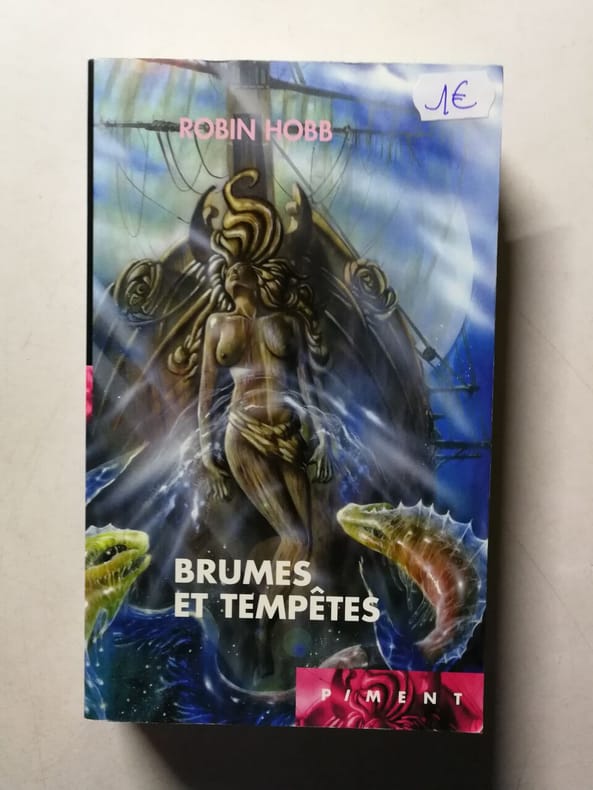 1€
ROBIN HOBB
BRUMES
ET TEMPÊTES
PIMENT